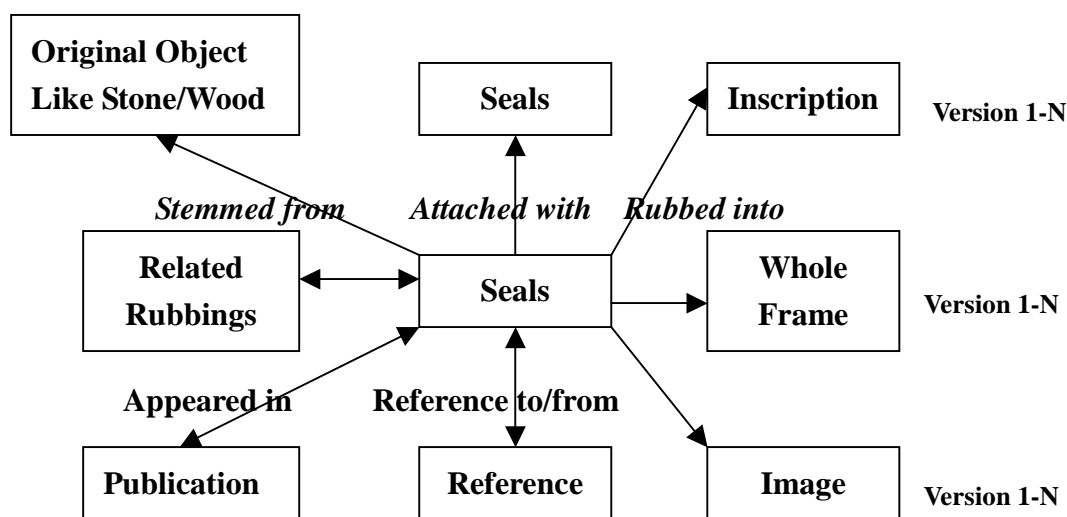 Original Object
Like Stone/Wood
Seals
Inscription
Version 1-N
Stemmed from
Attached with
Rubbed into
Related
Rubbings
Seals
Whole
Frame
Version 1-N
Appeared in
Reference to/from
Publication
Reference
Image
Version 1-N